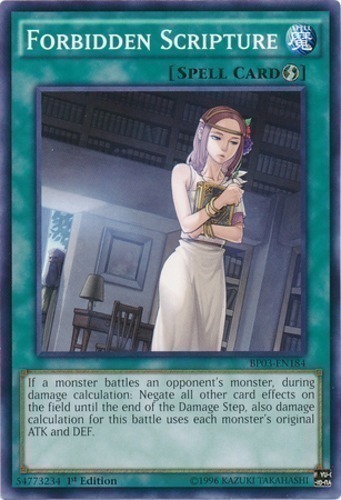 FORBIDDEN SCRIPTURE
魔
[SPELL CARD]
BP03-EN184
If a monster battles an opponent's monster, during
damage calculation: Negate all other card effects on
the field until the end of the Damage Step, also damage
calculation for this battle uses each monster's original
ATK and DEF.
54773234 1st Edition ©1996 KAZUKI TAKAHASHI